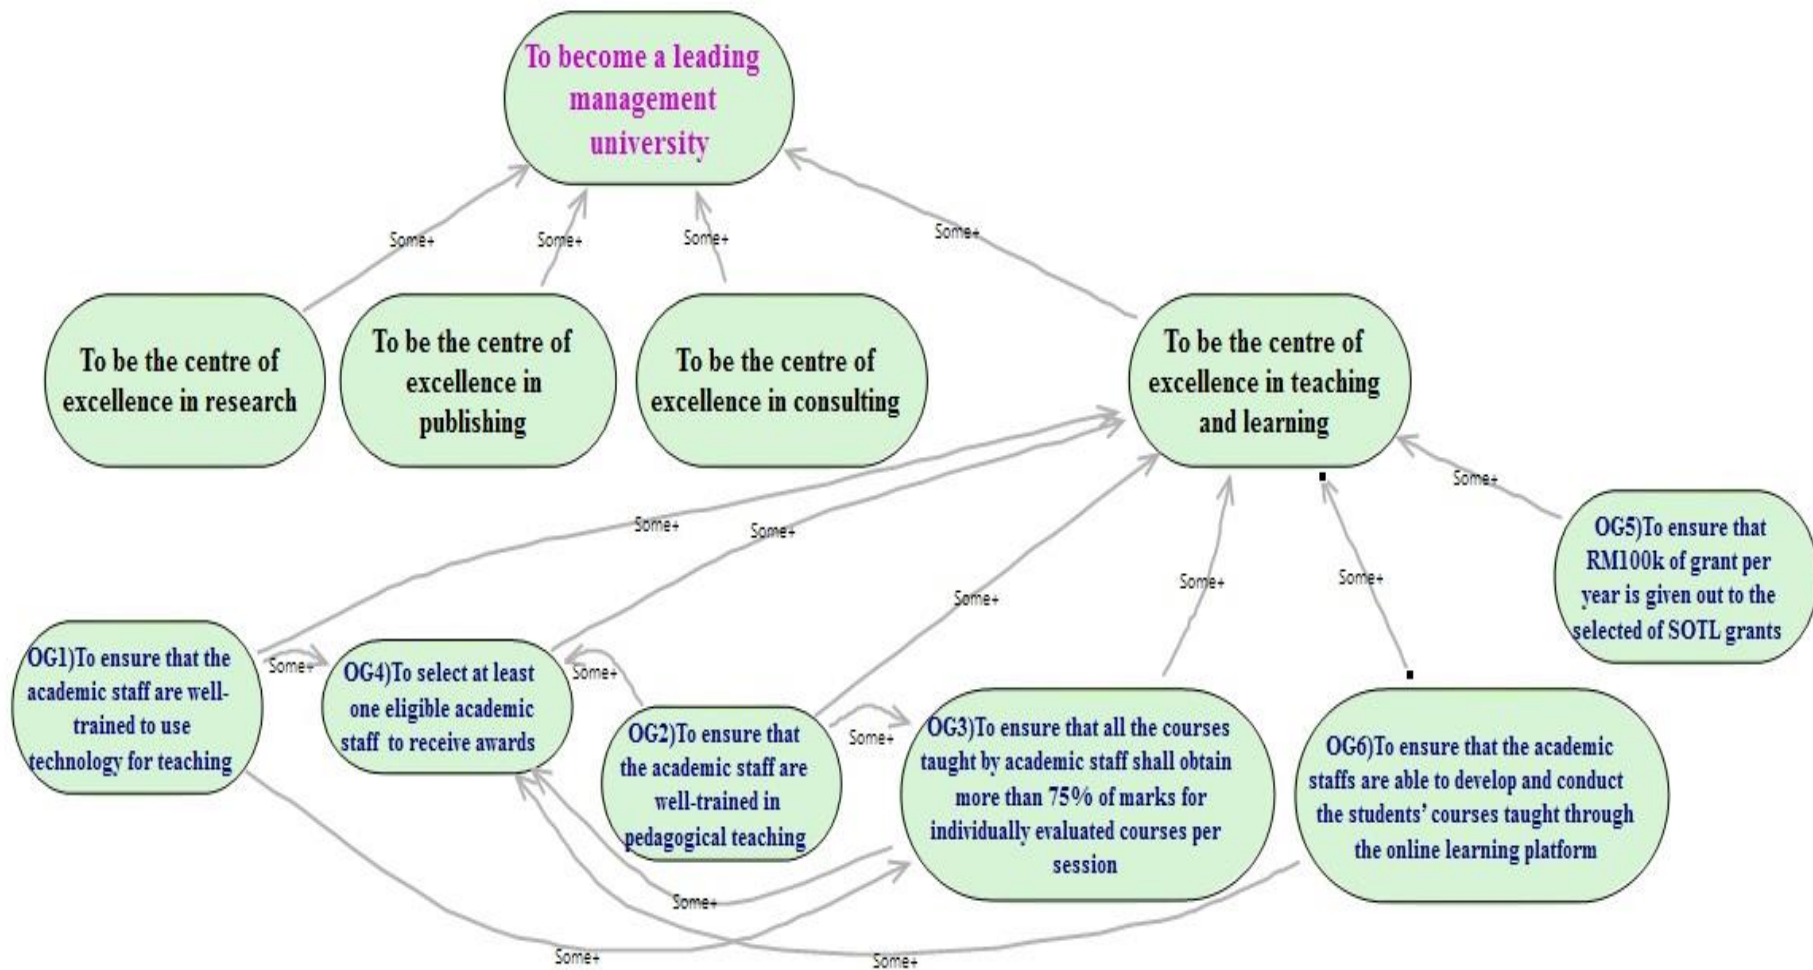 To become a leading
management
university
Some+
Some+
Some+
Some+
To be the centre of
excellence in research
To be the centre of
excellence in
publishing
To be the centre of
excellence in consulting
To be the centre of
excellence in teaching
and learning
Some+
Some+
Some+
Some+
Some+
Some+
OG5)To ensure that
RM100k of grant per
year is given out to the
selected of SOTL grants
OG1)To ensure that the
academic staff are well-
trained to use
technology for teaching
Some+
OG4)To select at least
one eligible academic
staff to receive awards
Some+
OG2)To ensure that
the academic staff are
well-trained in
pedagogical teaching
Some+
OG3)To ensure that all the courses
taught by academic staff shall obtain
more than 75% of marks for
individually evaluated courses per
session
OG6)To ensure that the academic
staffs are able to develop and conduct
the students’ courses taught through
the online learning platform
Some+
Some+
Some+